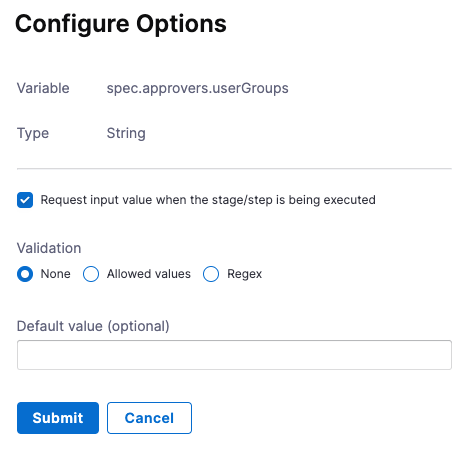 Configure Options
Variable spec.approvers.userGroups
Type String
Request input value when the stage/step is being executed
Validation
None Allowed values Regex
Default value (optional)
Submit Cancel